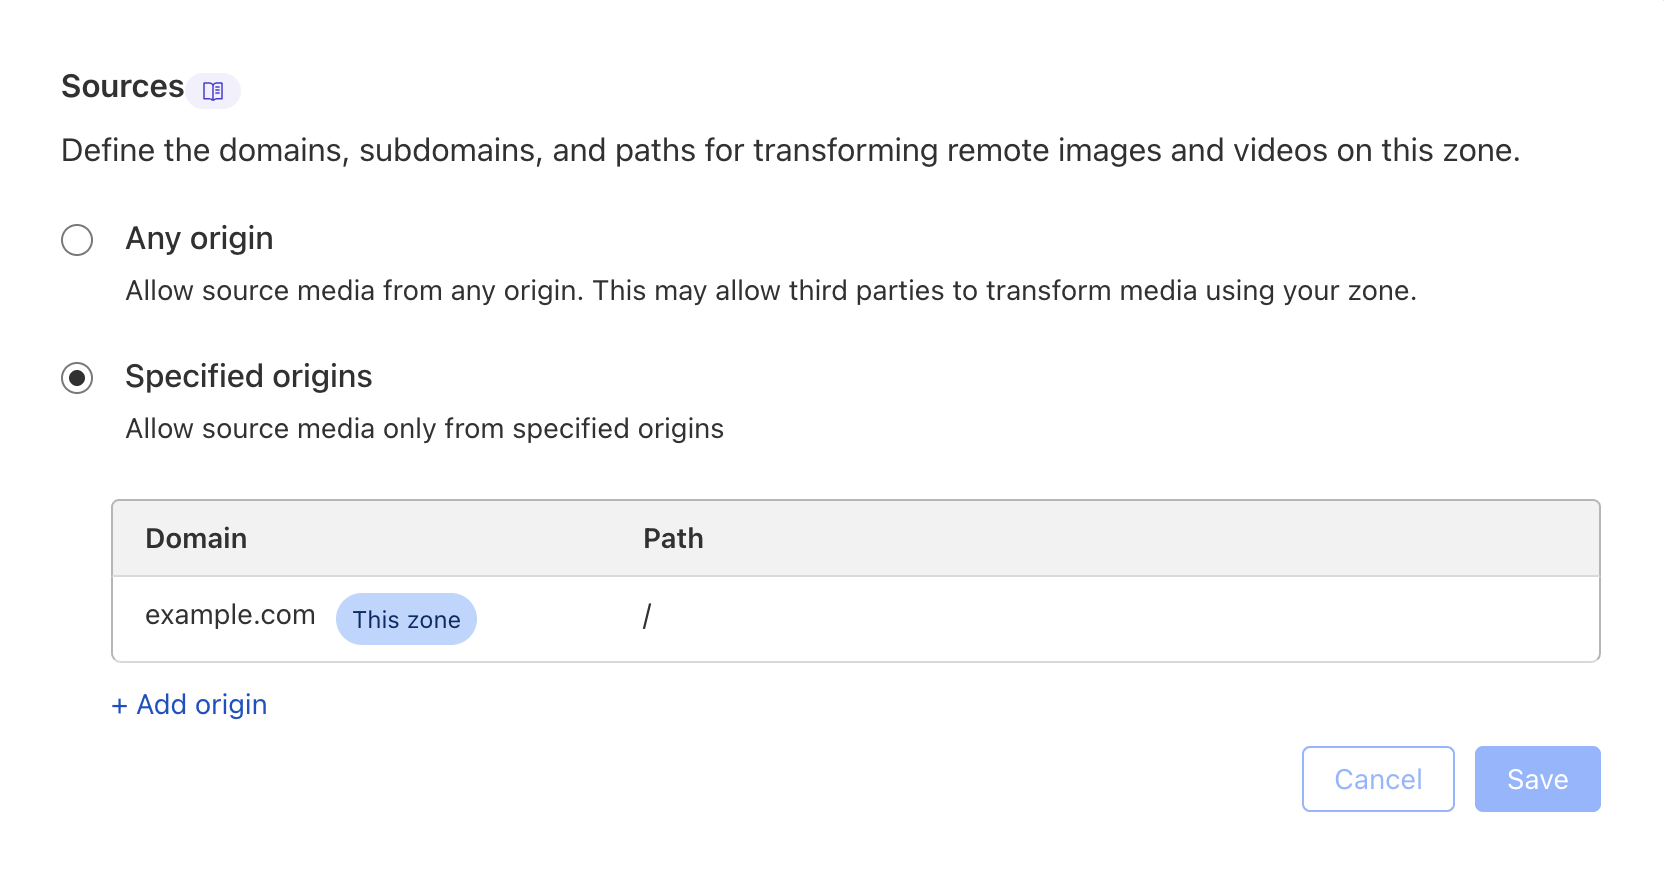 Sources
Define the domains, subdomains, and paths for transforming remote images and videos on this zone.
Any origin
Allow source media from any origin. This may allow third parties to transform media using your zone.
Specified origins
Allow source media only from specified origins
Domain Path
example.com This zone /
+ Add origin
Cancel Save